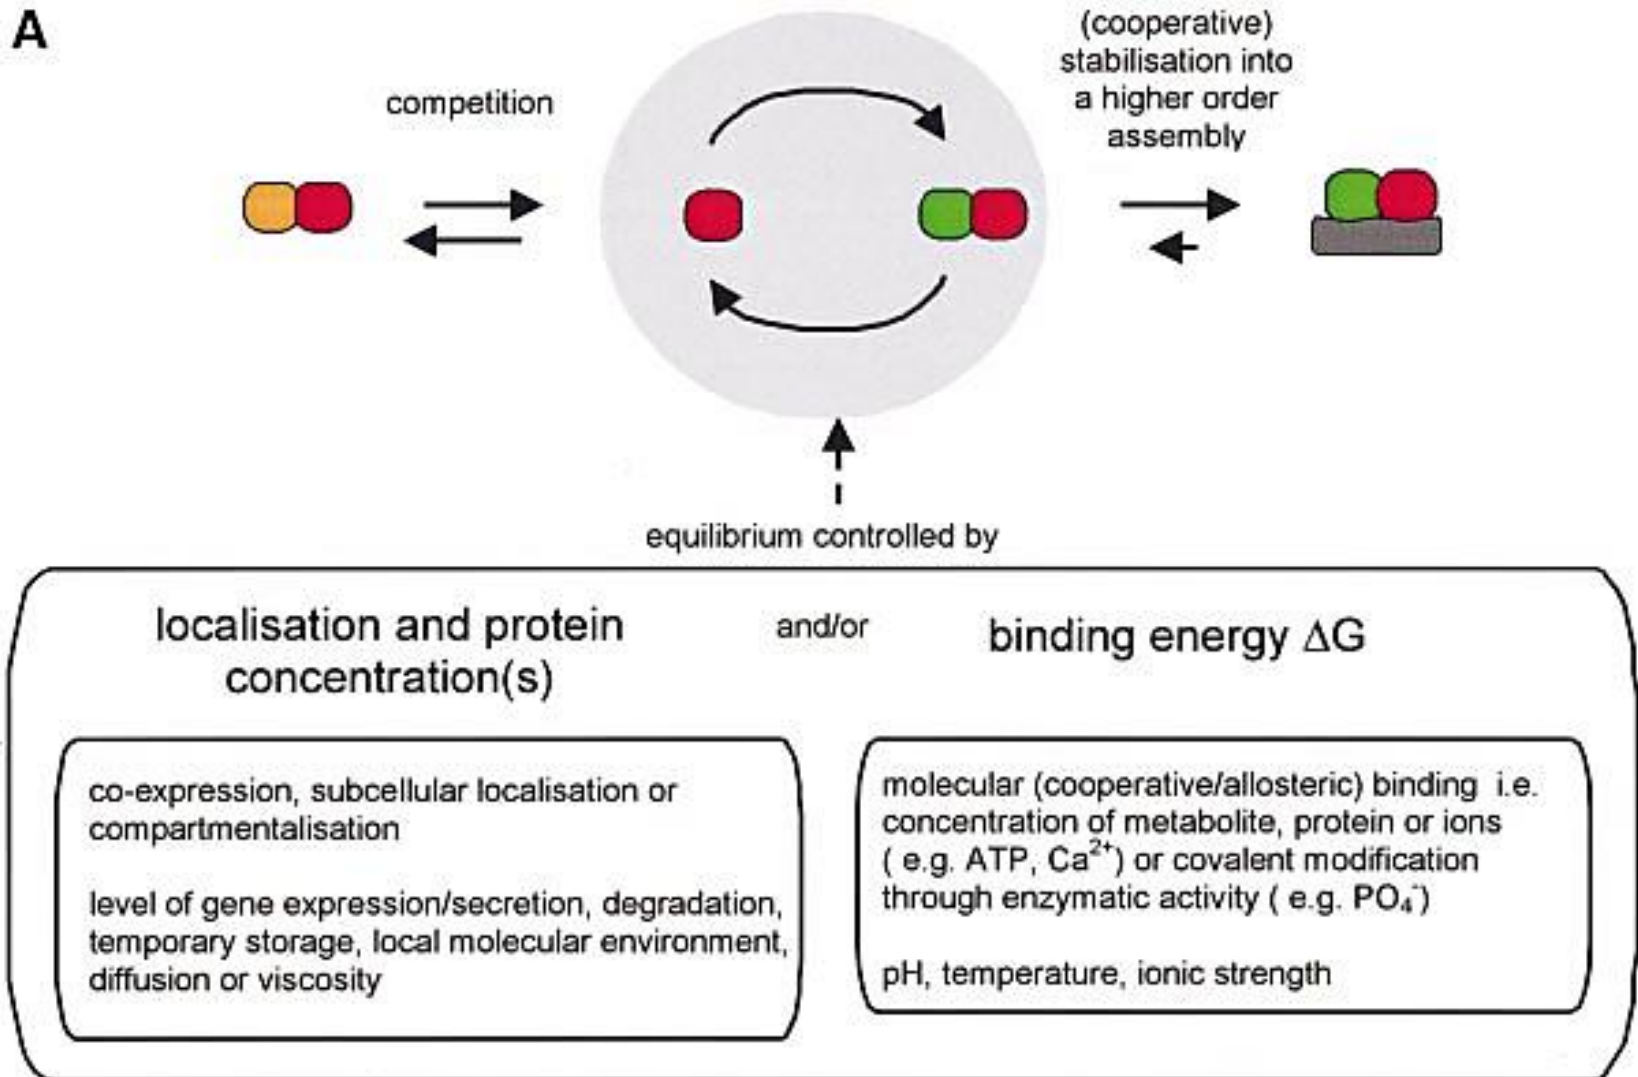 A
competition
(cooperative)
stabilisation into
a higher order
assembly
equilibrium controlled by
localisation and protein
concentration(s)
and/or
binding energy ΔG
co-expression, subcellular localisation or
compartmentalisation
level of gene expression/secretion, degradation,
temporary storage, local molecular environment,
diffusion or viscosity
molecular (cooperative/allosteric) binding i.e.
concentration of metabolite, protein or ions
( e.g. ATP, Ca²⁺) or covalent modification
through enzymatic activity ( e.g. PO₄⁻)
pH, temperature, ionic strength